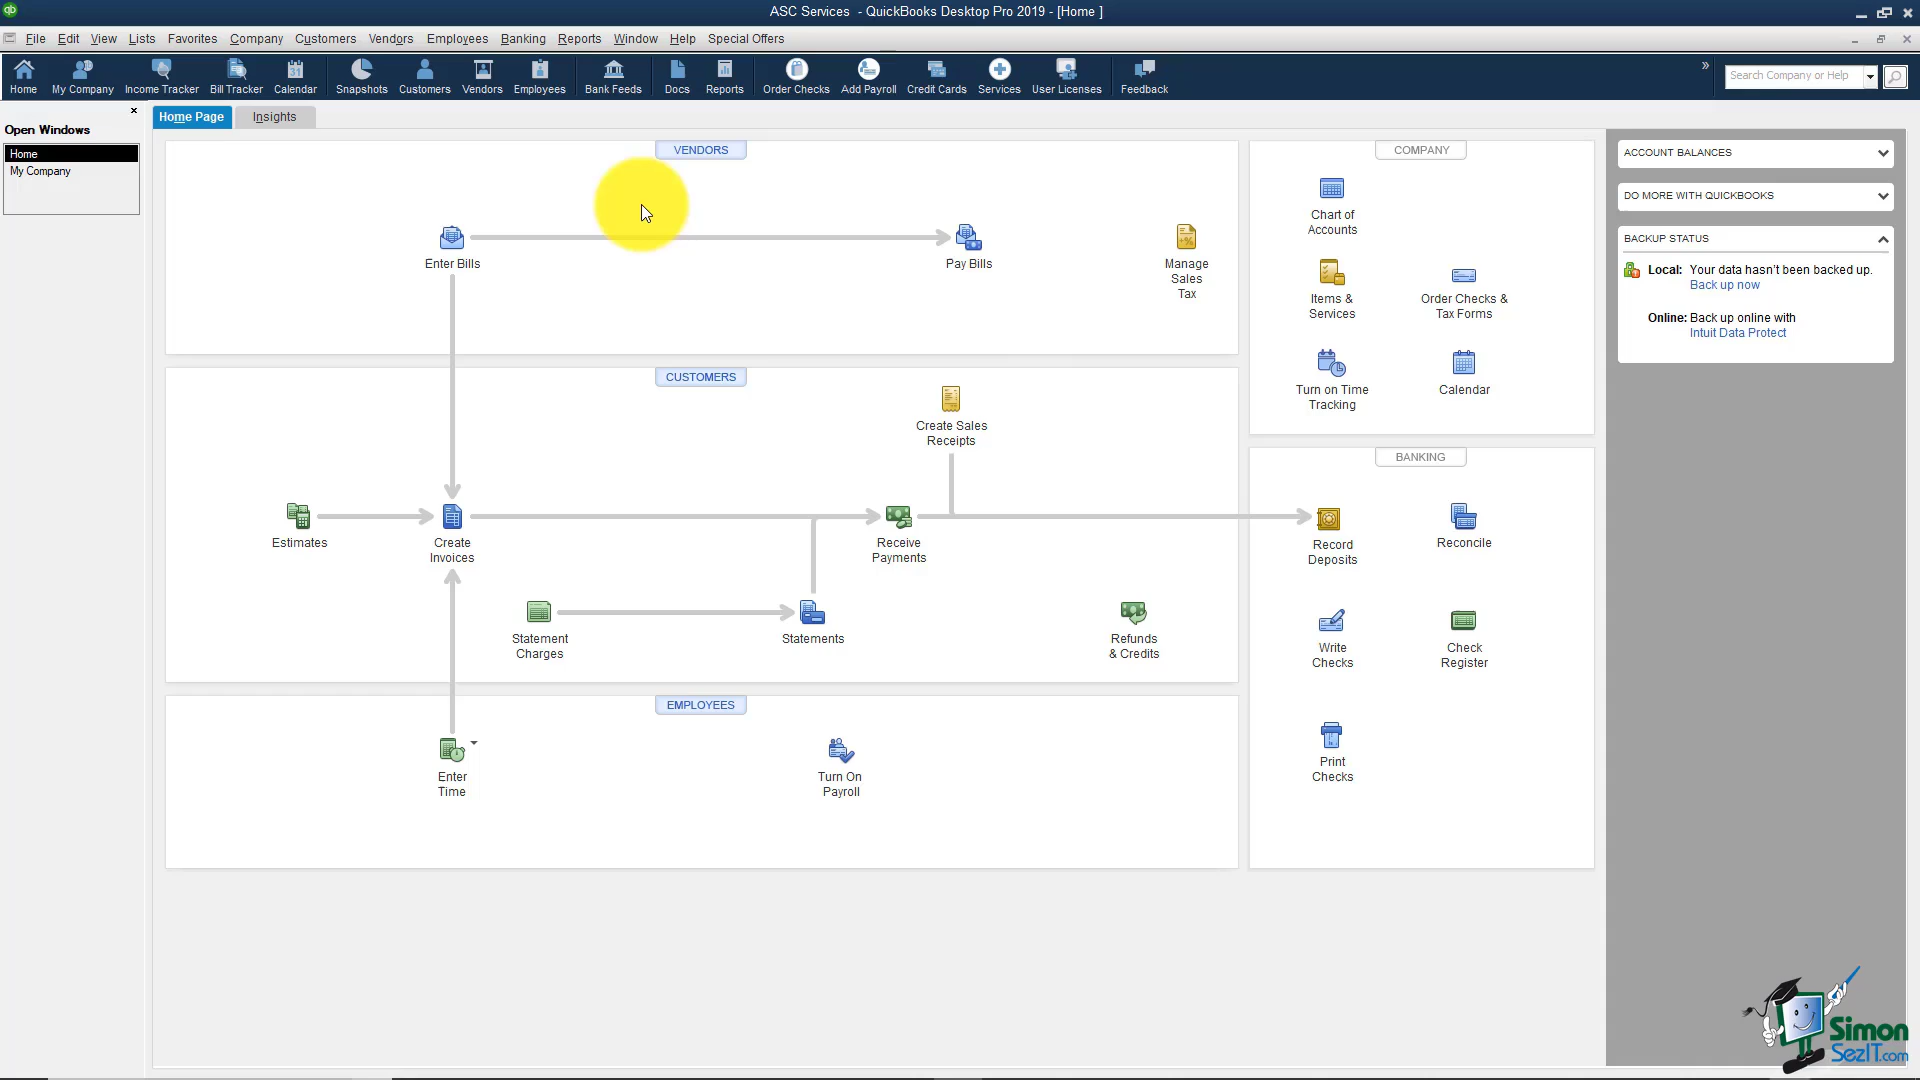 ASC Services - QuickBooks Desktop Pro 2019 - [Home ]
File Edit View Lists Favorites Company Customers Vendors Employees Banking Reports Window Help Special Offers
Home My Company Income Tracker Bill Tracker Calendar Snapshots Customers Vendors Employees Bank Feeds Docs Reports Order Checks Add Payroll Credit Cards Services User Licenses Feedback
Search Company or Help
Open Windows
Home
My Company
Home Page
Insights
VENDORS
Enter Bills
Pay Bills
Manage
Sales
Tax
CUSTOMERS
Create Sales
Receipts
Estimates
Create
Invoices
Receive
Payments
Statement
Charges
Statements
Refunds
& Credits
EMPLOYEES
Enter
Time
Turn On
Payroll
COMPANY
Chart of
Accounts
Items &
Services
Order Checks &
Tax Forms
Turn on Time
Tracking
Calendar
BANKING
Record
Deposits
Reconcile
Write
Checks
Check
Register
Print
Checks
ACCOUNT BALANCES
DO MORE WITH QUICKBOOKS
BACKUP STATUS
Local: Your data hasn't been backed up.
Back up now
Online: Back up online with
Intuit Data Protect
Simon
SezIT.com